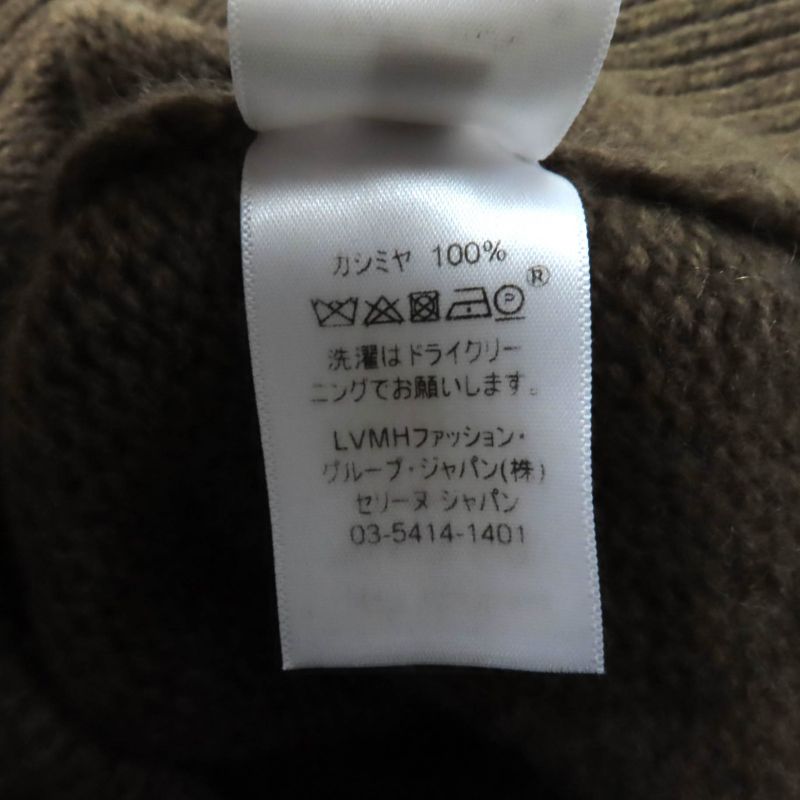 カシミヤ 100%
®
P
洗濯はドライクリー
ニングでお願いします。
LVMHファッション・
グループ・ジャパン(株)
セリーヌ ジャパン
03-5414-1401